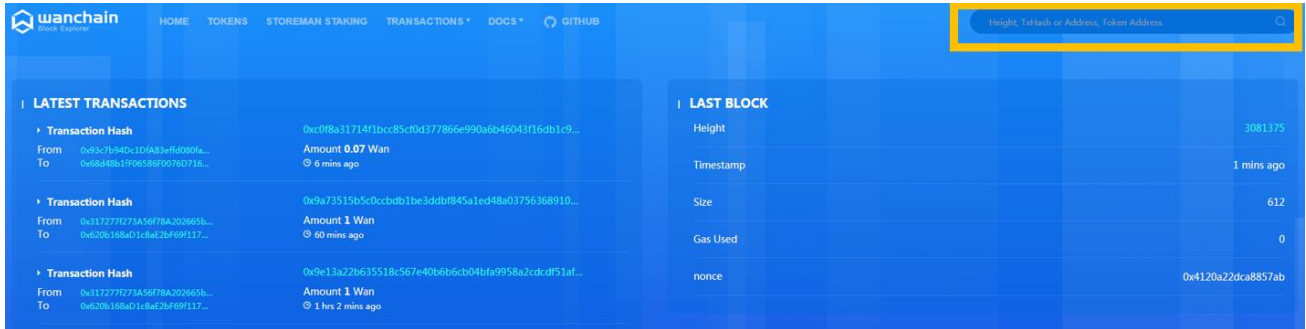 wanchain
Block Explorer
HOME TOKENS STOREMAN STAKING TRANSACTIONS DOCS GITHUB
Height, TxHash or Address, Token Address
LATEST TRANSACTIONS
Transaction Hash 0xc0f8a31714f1bcc85cf0d377866e990a6b46043f16db1c9...
From 0x93c7b94Dc1DfA83effd080fa... Amount 0.07 Wan
To 0x68d48b1fF06586F0076D716... 6 mins ago
Transaction Hash 0x9a73515b5c0ccbdb1be3ddbf845a1ed48a03756368910...
From 0x317277f273A56f78A202665b... Amount 1 Wan
To 0x620b168aD1cBaE2bF69f117... 60 mins ago
Transaction Hash 0x9e13a22b635518c567e40b6b6cb04bfa9958a2cdcdf51af...
From 0x317277f273A56f78A202665b... Amount 1 Wan
To 0x620b168aD1cBaE2bF69f117... 1 hrs 2 mins ago
LAST BLOCK
Height 3081375
Timestamp 1 mins ago
Size 612
Gas Used 0
nonce 0x4120a22dca8857ab